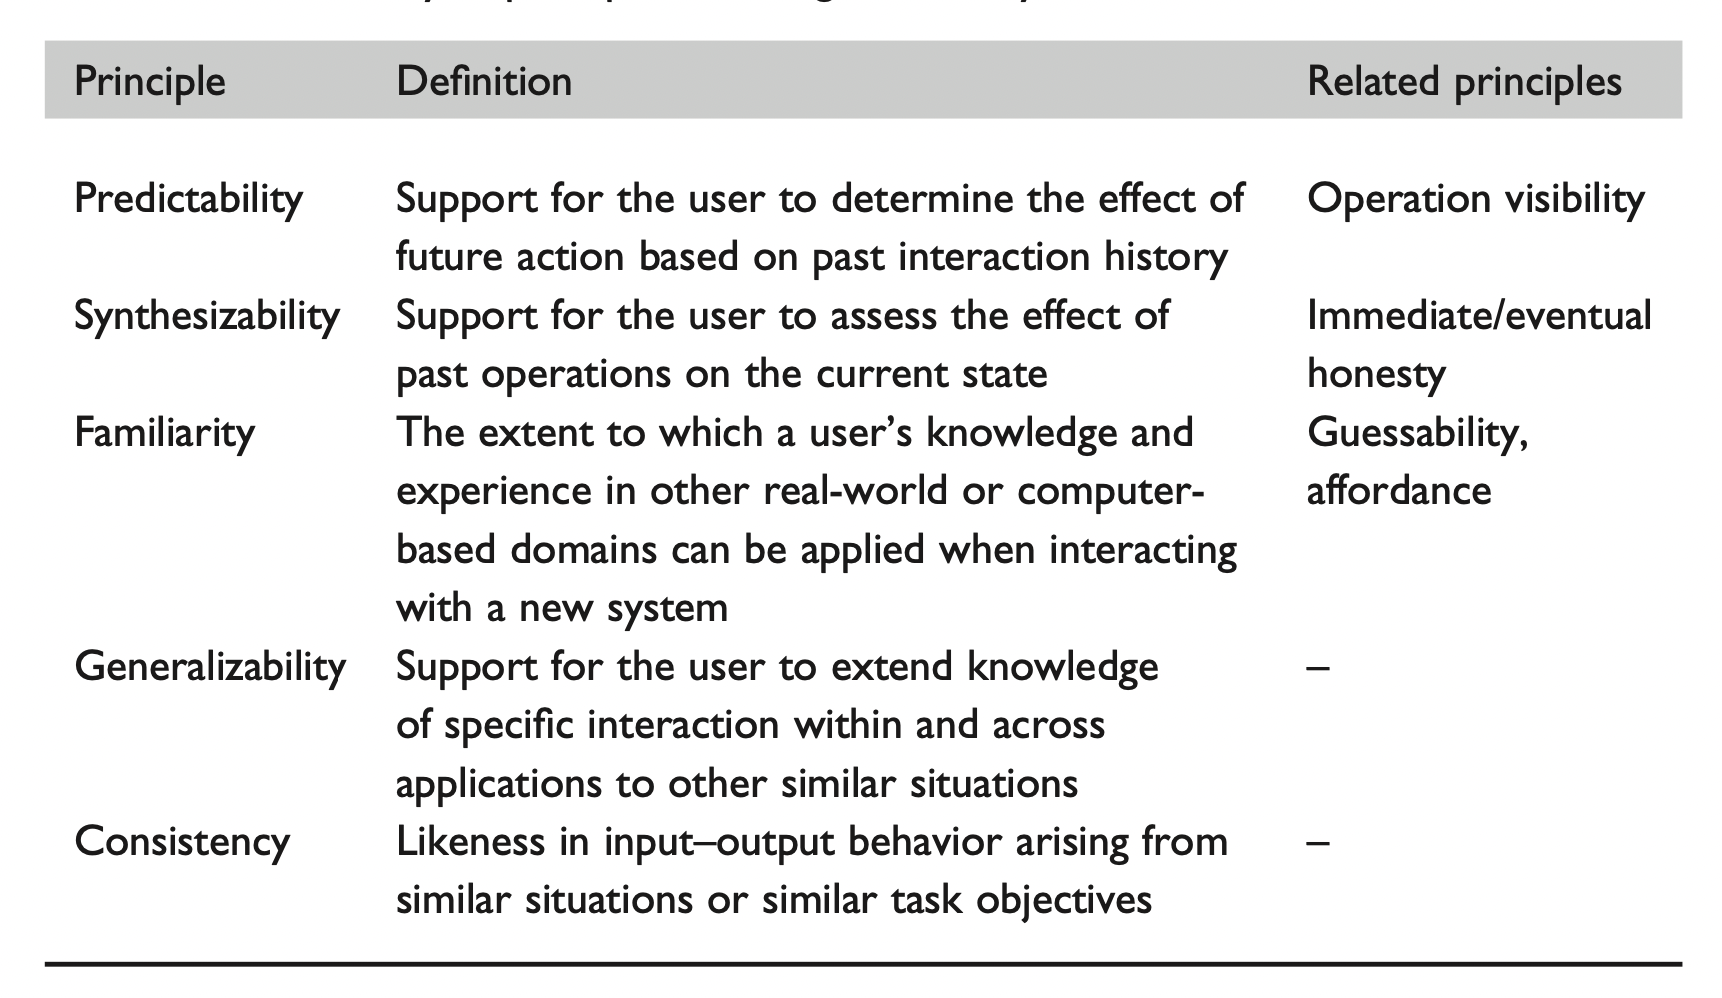 Principle Definition Related principles
Predictability Support for the user to determine the effect of Operation visibility
future action based on past interaction history
Synthesizability Support for the user to assess the effect of Immediate/eventual
past operations on the current state honesty
Familiarity The extent to which a user's knowledge and Guessability,
experience in other real-world or computer- affordance
based domains can be applied when interacting
with a new system
Generalizability Support for the user to extend knowledge –
of specific interaction within and across
applications to other similar situations
Consistency Likeness in input–output behavior arising from –
similar situations or similar task objectives